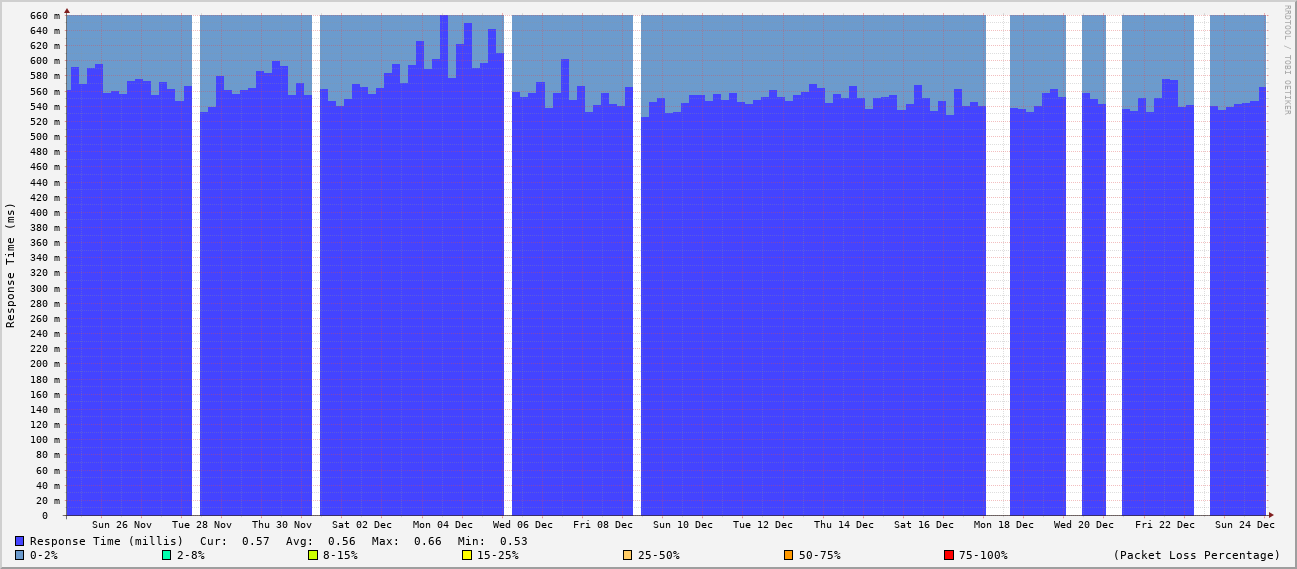 RRDTOOL / TOBI OETIKER
Response Time (ms)
660 m
640 m
620 m
600 m
580 m
560 m
540 m
520 m
500 m
480 m
460 m
440 m
420 m
400 m
380 m
360 m
340 m
320 m
300 m
280 m
260 m
240 m
220 m
200 m
180 m
160 m
140 m
120 m
100 m
80 m
60 m
40 m
20 m
0
Sun 26 Nov Tue 28 Nov Thu 30 Nov Sat 02 Dec Mon 04 Dec Wed 06 Dec Fri 08 Dec Sun 10 Dec Tue 12 Dec Thu 14 Dec Sat 16 Dec Mon 18 Dec Wed 20 Dec Fri 22 Dec Sun 24 Dec
Response Time (millis) Cur: 0.57 Avg: 0.56 Max: 0.66 Min: 0.53
0-2% 2-8% 8-15% 15-25% 25-50% 50-75% 75-100% (Packet Loss Percentage)